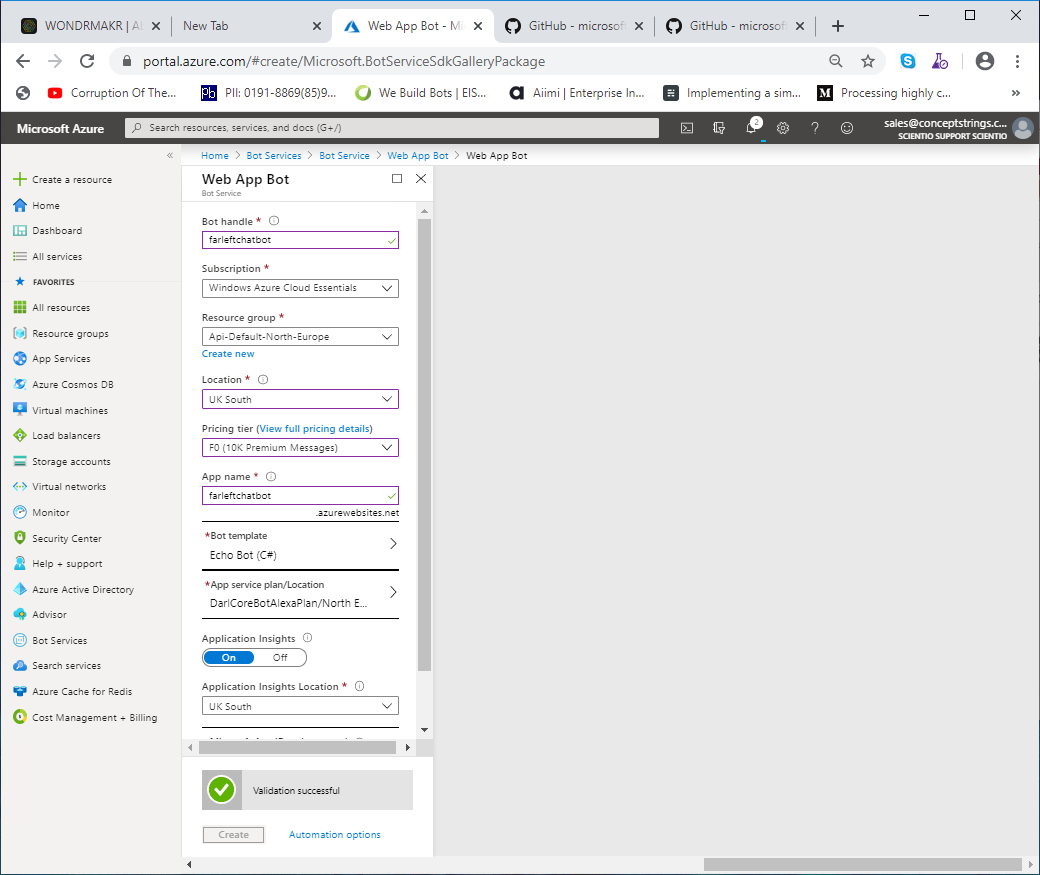 WONDRMAKR | A
New Tab
Web App Bot - Mi
GitHub - microsoft
GitHub - microsoft
portal.azure.com/#create/Microsoft.BotServiceSdkGalleryPackage
Corruption Of The...
Pb
PII: 0191-8869(85)9...
We Build Bots | EIS...
a
Aiimi | Enterprise In...
Implementing a sim...
M
Processing highly c...
»
Microsoft Azure
Search resources, services, and docs (G+/)
2
?
sales@conceptstrings.c...
SCIENTIO SUPPORT SCIENTIO
«
Home > Bot Services > Bot Service > Web App Bot > Web App Bot
Create a resource
Home
Dashboard
All services
FAVORITES
All resources
Resource groups
App Services
Azure Cosmos DB
Virtual machines
Load balancers
Storage accounts
Virtual networks
Monitor
Security Center
Help + support
Azure Active Directory
Advisor
Bot Services
Search services
Azure Cache for Redis
Cost Management + Billing
Web App Bot
Bot Service
Bot handle *
farleftchatbot
Subscription *
Windows Azure Cloud Essentials
Resource group *
Api-Default-North-Europe
Create new
Location *
UK South
Pricing tier (View full pricing details)
F0 (10K Premium Messages)
App name *
farleftchatbot
.azurewebsites.net
*Bot template
Echo Bot (C#)
*App service plan/Location
DarlCoreBotAlexaPlan/North E...
Application Insights
On
Off
Application Insights Location *
UK South
Validation successful
Create
Automation options